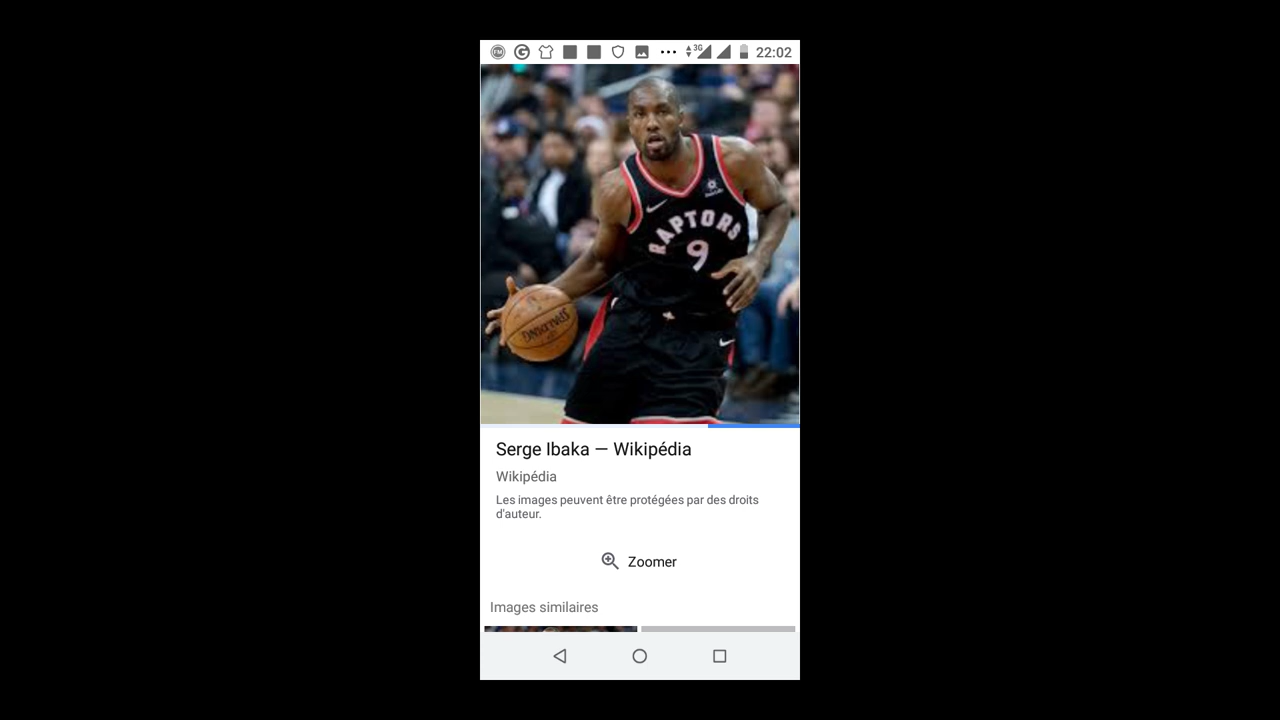 3G 22:02
RAPTORS
9
SPALDING
Serge Ibaka — Wikipédia
Wikipédia
Les images peuvent être protégées par des droits
d'auteur.
Zoomer
Images similaires